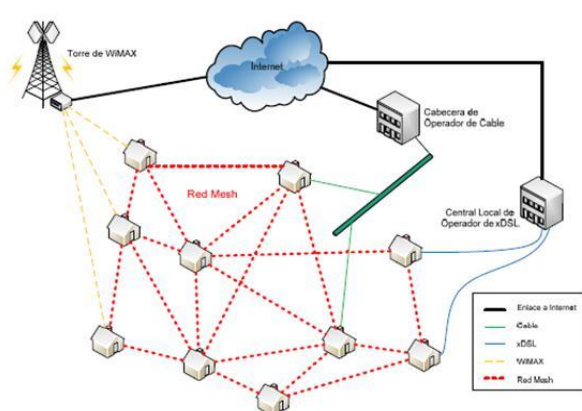 Torre de WiMAX
Internet
Cabecera de
Operador de Cable
Red Mesh
Central Local de
Operador de xDSL
Enlace a Internet
Cable
xDSL
WiMAX
Red Mesh